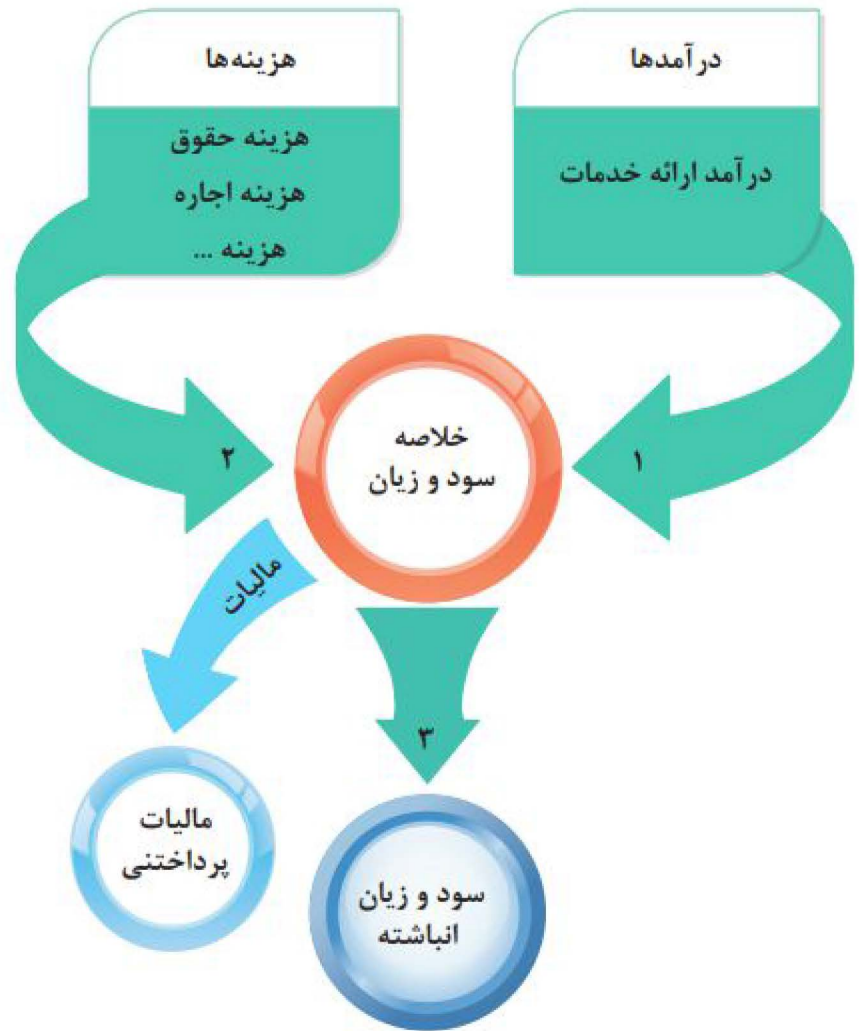 درآمدها
درآمد ارائه خدمات
هزینه‌ها
هزینه حقوق
هزینه اجاره
هزینه ...
۱
۲
خلاصه
سود و زیان
مالیات
۳
مالیات
پرداختنی
سود و زیان
انباشته